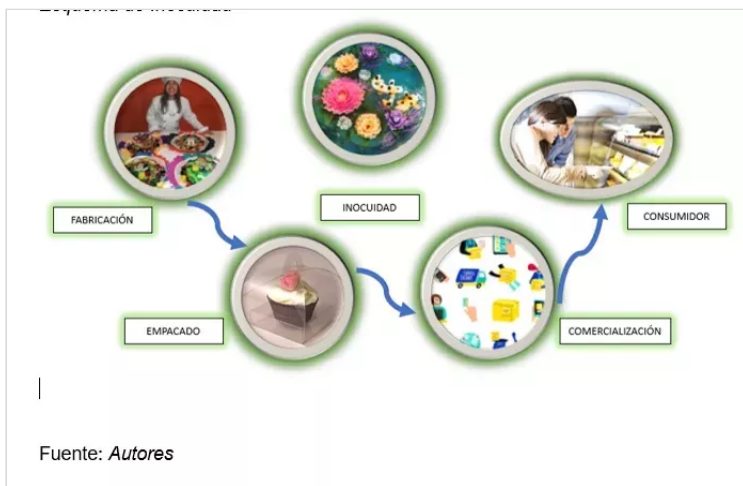 FABRICACIÓN
INOCUIDAD
CONSUMIDOR
EMPACADO
COMERCIALIZACIÓN
Fuente: Autores